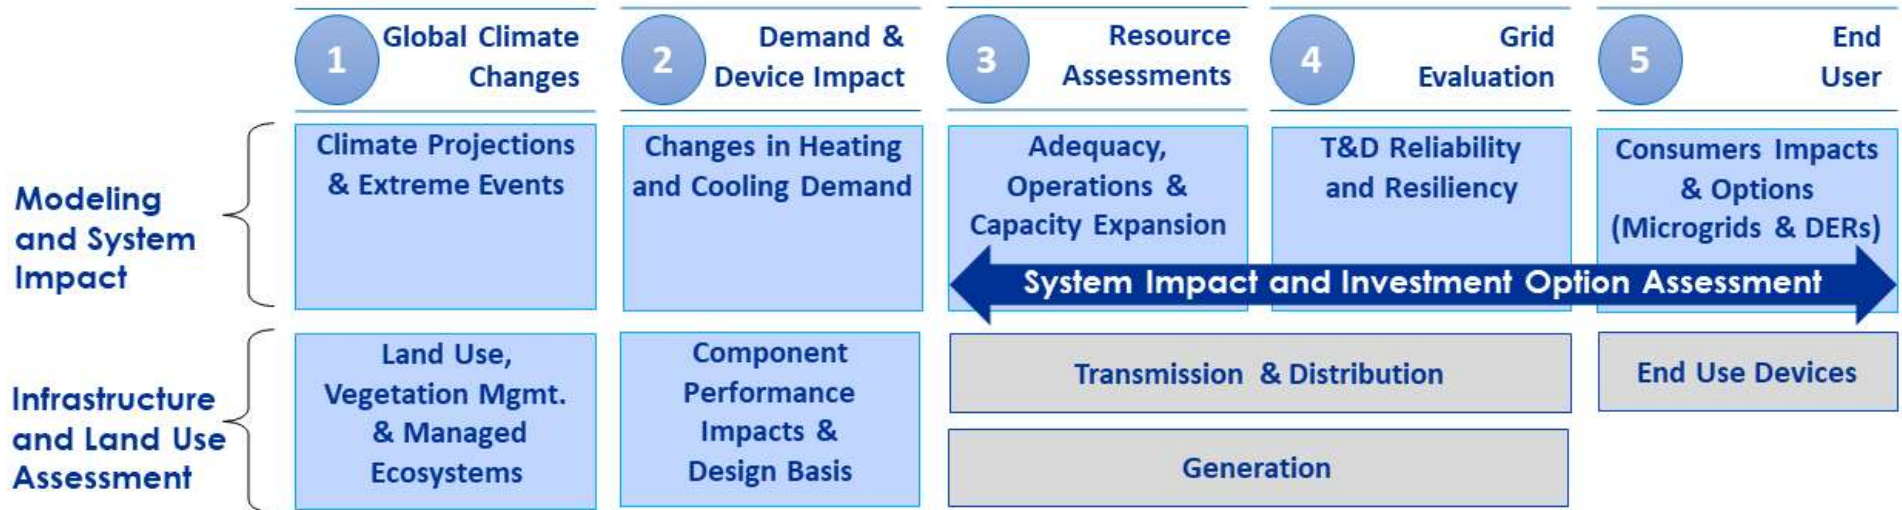 1
Global Climate
Changes
2
Demand &
Device Impact
3
Resource
Assessments
4
Grid
Evaluation
5
End
User
Modeling
and System
Impact
Climate Projections
& Extreme Events
Changes in Heating
and Cooling Demand
Adequacy,
Operations &
Capacity Expansion
T&D Reliability
and Resiliency
Consumers Impacts
& Options
(Microgrids & DERs)
System Impact and Investment Option Assessment
Infrastructure
and Land Use
Assessment
Land Use,
Vegetation Mgmt.
& Managed
Ecosystems
Component
Performance
Impacts &
Design Basis
Transmission & Distribution
Generation
End Use Devices